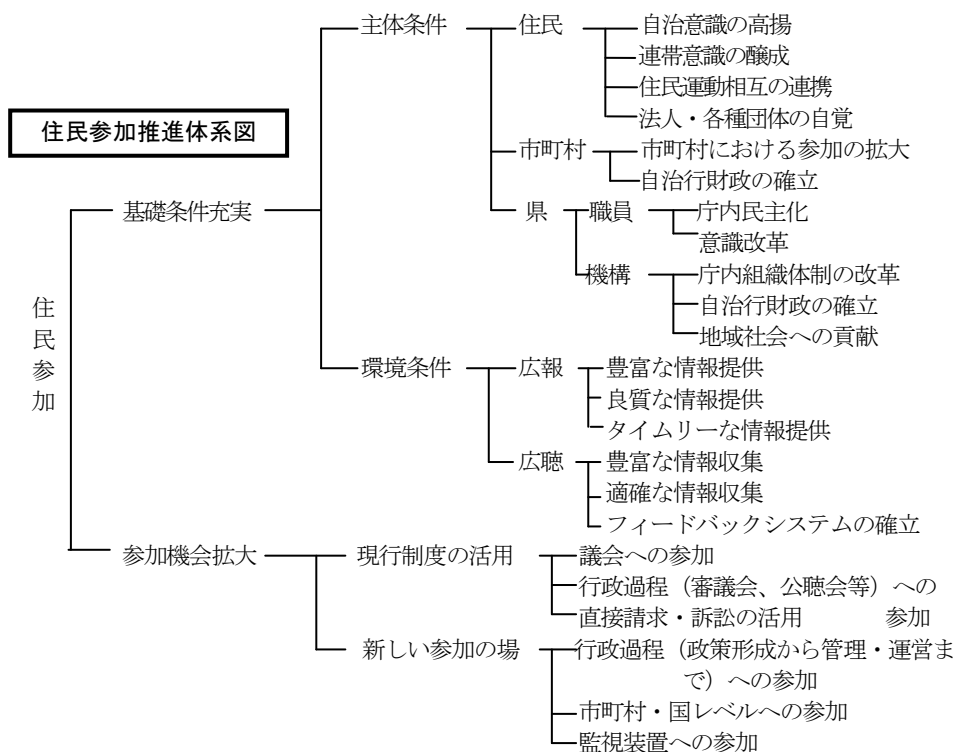 主体条件 住民 自治意識の高揚
連帯意識の醸成
住民運動相互の連携
住民参加推進体系図
法人・各種団体の自覚
市町村 市町村における参加の拡大
自治行財政の確立
基礎条件充実 県 職員 庁内民主化
意識改革
機構 庁内組織体制の改革
自治行財政の確立
地域社会への貢献
住民参加
環境条件 広報 豊富な情報提供
良質な情報提供
タイムリーな情報提供
広聴 豊富な情報収集
適確な情報収集
フィードバックシステムの確立
参加機会拡大 現行制度の活用 議会への参加
行政過程（審議会、公聴会等）への
直接請求・訴訟の活用 参加
新しい参加の場 行政過程（政策形成から管理・運営ま
で）への参加
市町村・国レベルへの参加
監視装置への参加